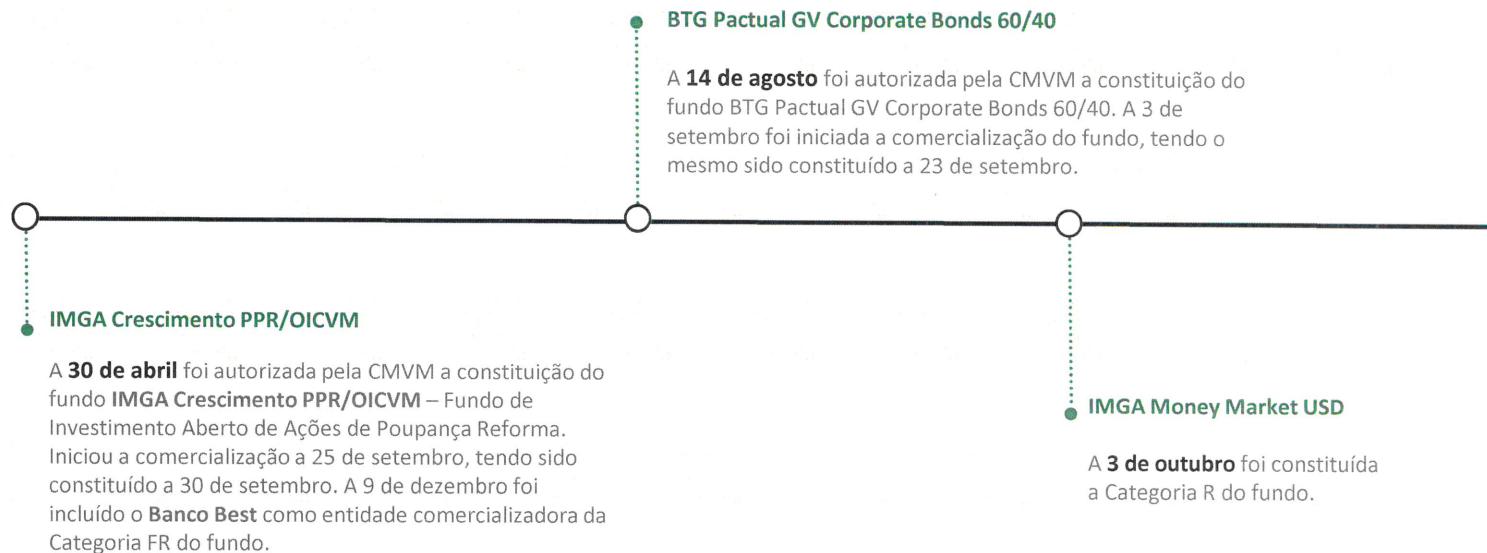 BTG Pactual GV Corporate Bonds 60/40
A 14 de agosto foi autorizada pela CMVM a constituição do
fundo BTG Pactual GV Corporate Bonds 60/40. A 3 de
setembro foi iniciada a comercialização do fundo, tendo o
mesmo sido constituído a 23 de setembro.
IMGA Crescimento PPR/OICVM
A 30 de abril foi autorizada pela CMVM a constituição do
fundo IMGA Crescimento PPR/OICVM – Fundo de
Investimento Aberto de Ações de Poupança Reforma.
Iniciou a comercialização a 25 de setembro, tendo sido
constituído a 30 de setembro. A 9 de dezembro foi
incluído o Banco Best como entidade comercializadora da
Categoria FR do fundo.
IMGA Money Market USD
A 3 de outubro foi constituída
a Categoria R do fundo.